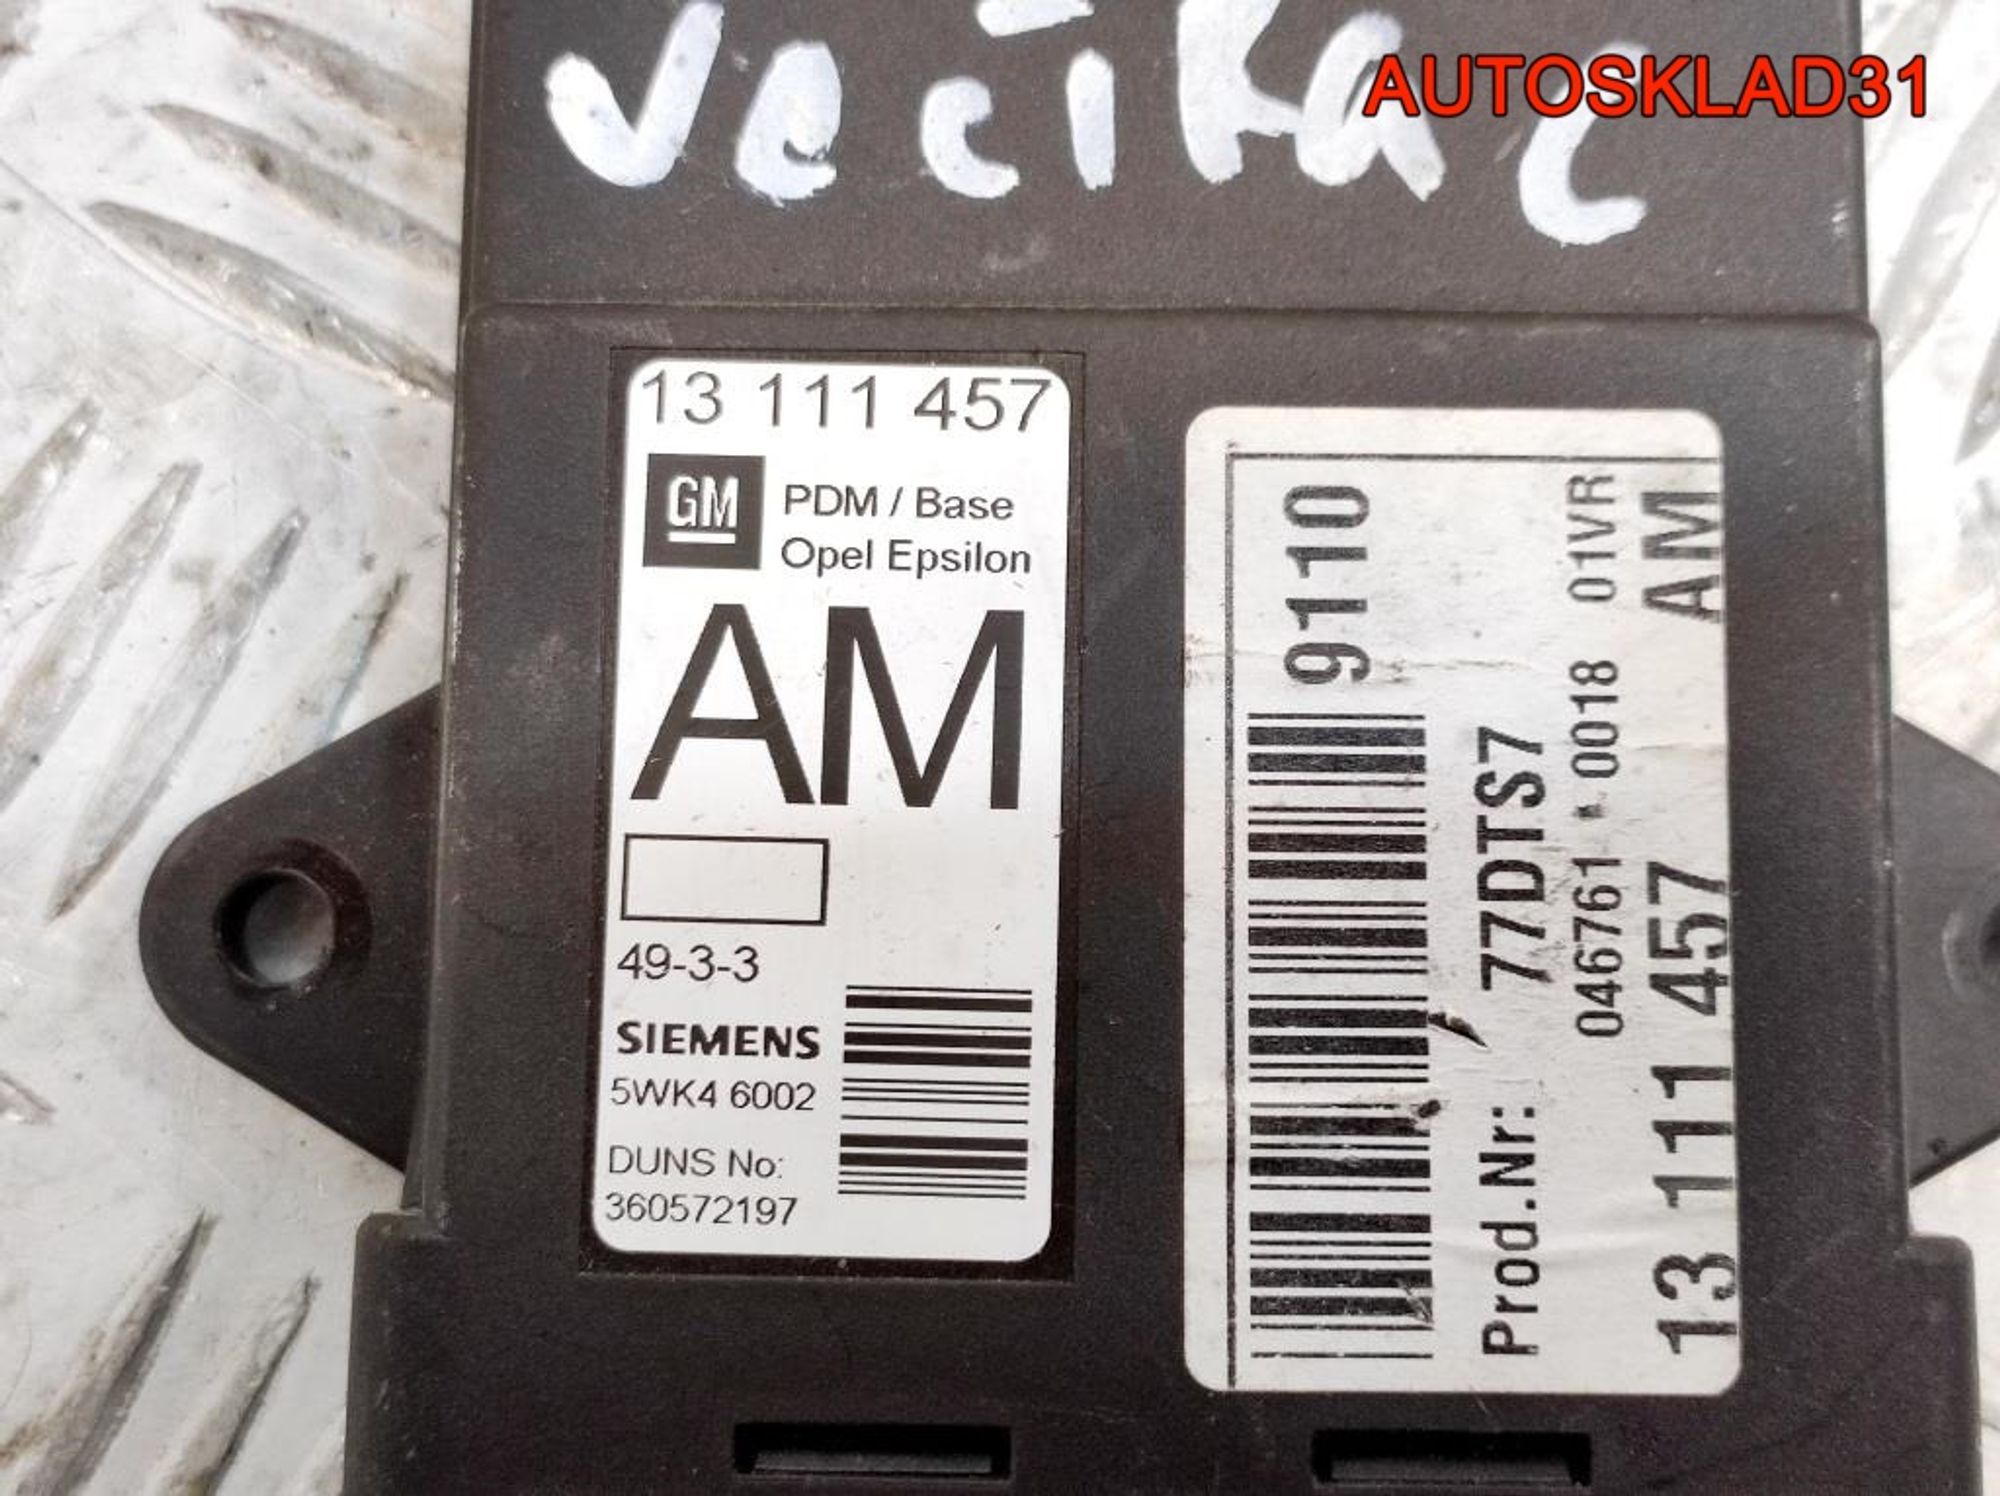 Vectra C
AUTOSKLAD31
13 111 457
GM
PDM / Base
Opel Epsilon
AM
49-3-3
SIEMENS
5WK4 6002
DUNS No:
360572197
9110
Prod.Nr: 77DTS7
046761 - 0018 01VR
13 111 457 AM